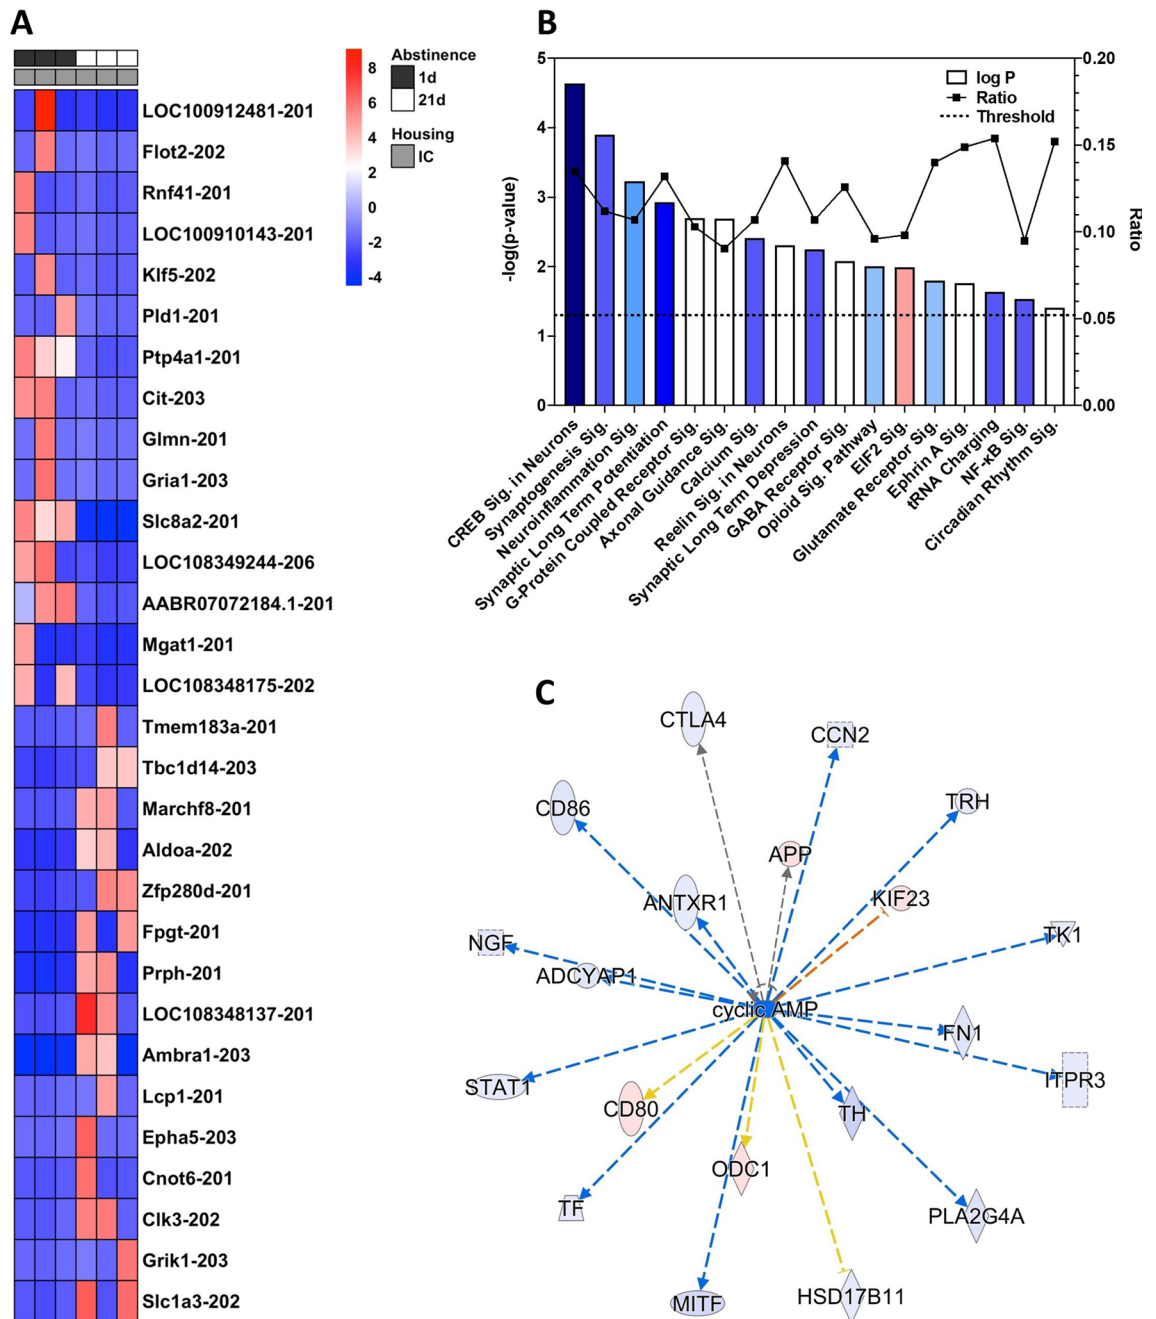 A
Abstinence
1d
21d
Housing
IC
8
6
4
2
0
-2
-4
LOC100912481-201
Flot2-202
Rnf41-201
LOC100910143-201
Klf5-202
Pld1-201
Ptp4a1-201
Cit-203
Glmn-201
Gria1-203
Slc8a2-201
LOC108349244-206
AABR07072184.1-201
Mgat1-201
LOC108348175-202
Tmem183a-201
Tbc1d14-203
Marchf8-201
Aldoa-202
Zfp280d-201
Fpgt-201
Prph-201
LOC108348137-201
Ambra1-203
Lcp1-201
Epha5-203
Cnot6-201
Clk3-202
Grik1-203
Slc1a3-202
B
5
4
3
2
1
0
-log(p-value)
log P
Ratio
Threshold
0.20
0.15
0.10
0.05
0.00
Ratio
CREB Sig. in Neurons
Synaptogenesis Sig.
Neuroinflammation Sig.
Synaptic Long Term Potentiation
G-Protein Coupled Receptor Sig.
Axonal Guidance Sig.
Calcium Sig.
Reelin Sig. in Neurons
Synaptic Long Term Depression
GABA Receptor Sig.
Opioid Sig. Pathway
EIF2 Sig.
Glutamate Receptor Sig.
Ephrin A Sig.
tRNA Charging
NF-κB Sig.
Circadian Rhythm Sig.
C
CTLA4
CCN2
CD86
TRH
APP
ANTXR1
KIF23
NGF
TK1
ADCYAP1
cyclic AMP
FN1
STAT1
ITPR3
CD80
TH
ODC1
TF
PLA2G4A
MITF
HSD17B11